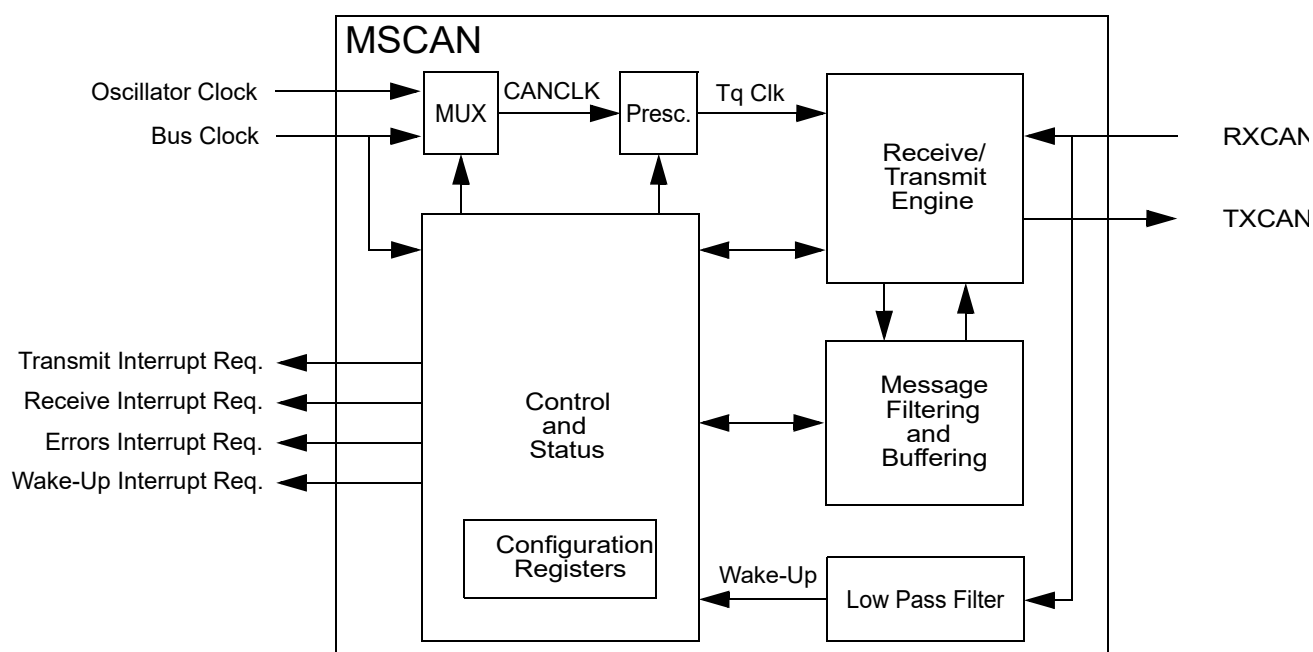 MSCAN
Oscillator Clock
Bus Clock
MUX
CANCLK
Presc.
Tq Clk
Receive/
Transmit
Engine
RXCAN
TXCAN
Transmit Interrupt Req.
Receive Interrupt Req.
Errors Interrupt Req.
Wake-Up Interrupt Req.
Control
and
Status
Message
Filtering
and
Buffering
Configuration
Registers
Wake-Up
Low Pass Filter